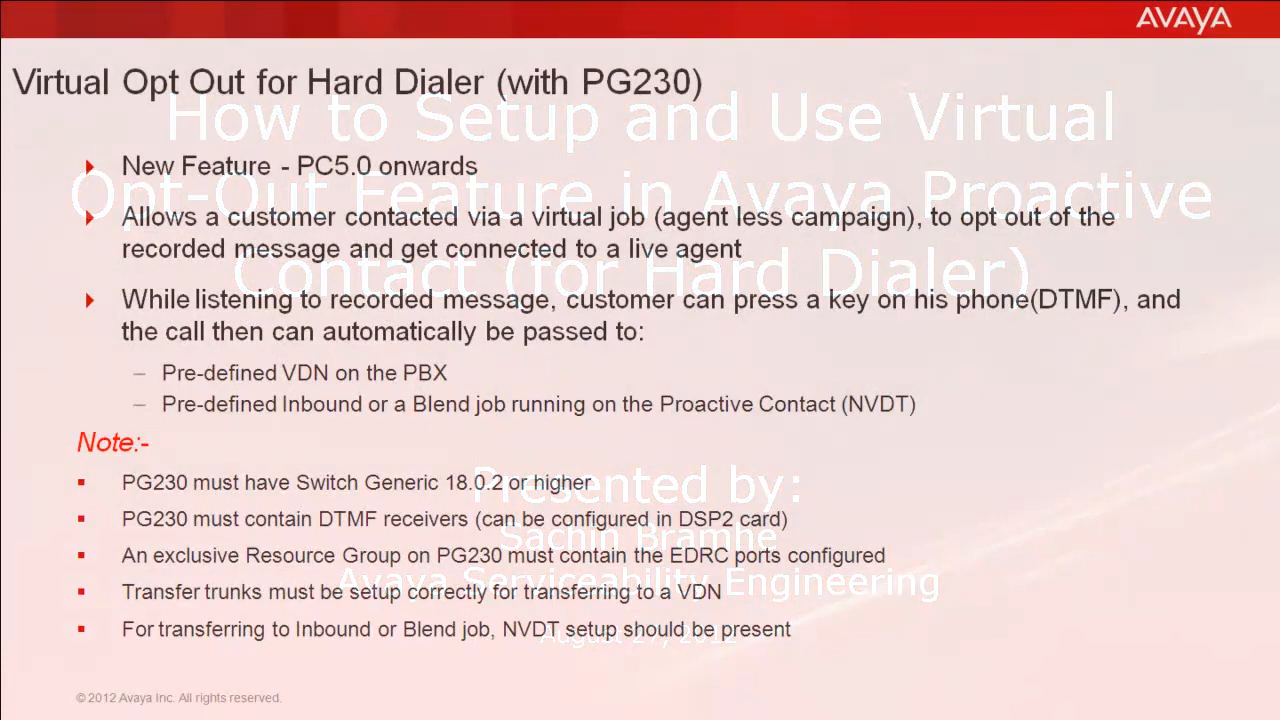 AVAYA
Virtual Opt Out for Hard Dialer (with PG230)
How to Setup and Use Virtual
Opt-Out Feature in Avaya Proactive
Contact (for Hard Dialer)
New Feature - PC5.0 onwards
Allows a customer contacted via a virtual job (agent less campaign), to opt out of the
recorded message and get connected to a live agent
While listening to recorded message, customer can press a key on his phone(DTMF), and
the call then can automatically be passed to:
– Pre-defined VDN on the PBX
– Pre-defined Inbound or a Blend job running on the Proactive Contact (NVDT)
Note:-
PG230 must have Switch Generic 18.0.2 or higher
PG230 must contain DTMF receivers (can be configured in DSP2 card)
An exclusive Resource Group on PG230 must contain the EDRC ports configured
Transfer trunks must be setup correctly for transferring to a VDN
For transferring to Inbound or Blend job, NVDT setup should be present
Presented by:
Sachin Bramhe
Avaya Serviceability Engineering
August 2012
© 2012 Avaya Inc. All rights reserved.